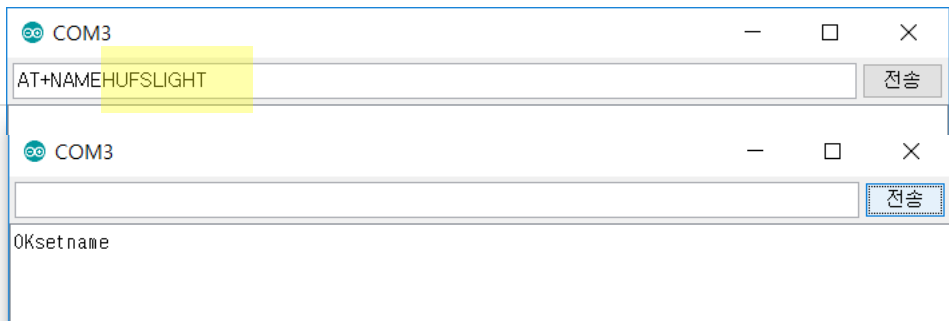 COM3
AT+NAMEHUFSLIGHT 전송
COM3
전송
OKsetname